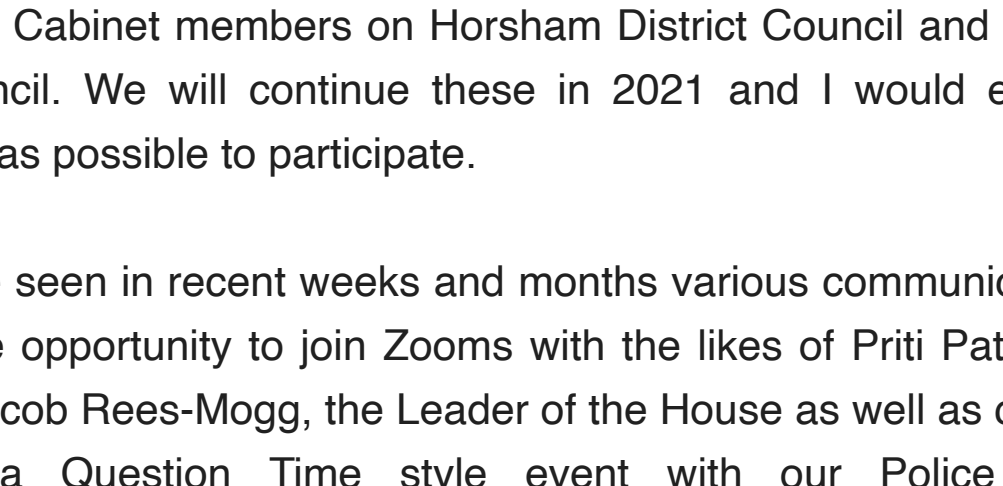 Cabinet members on Horsham District Council and
ncil. We will continue these in 2021 and I would e
as possible to participate.
seen in recent weeks and months various communic
e opportunity to join Zooms with the likes of Priti Pat
cob Rees-Mogg, the Leader of the House as well as
a Question Time style event with our Police